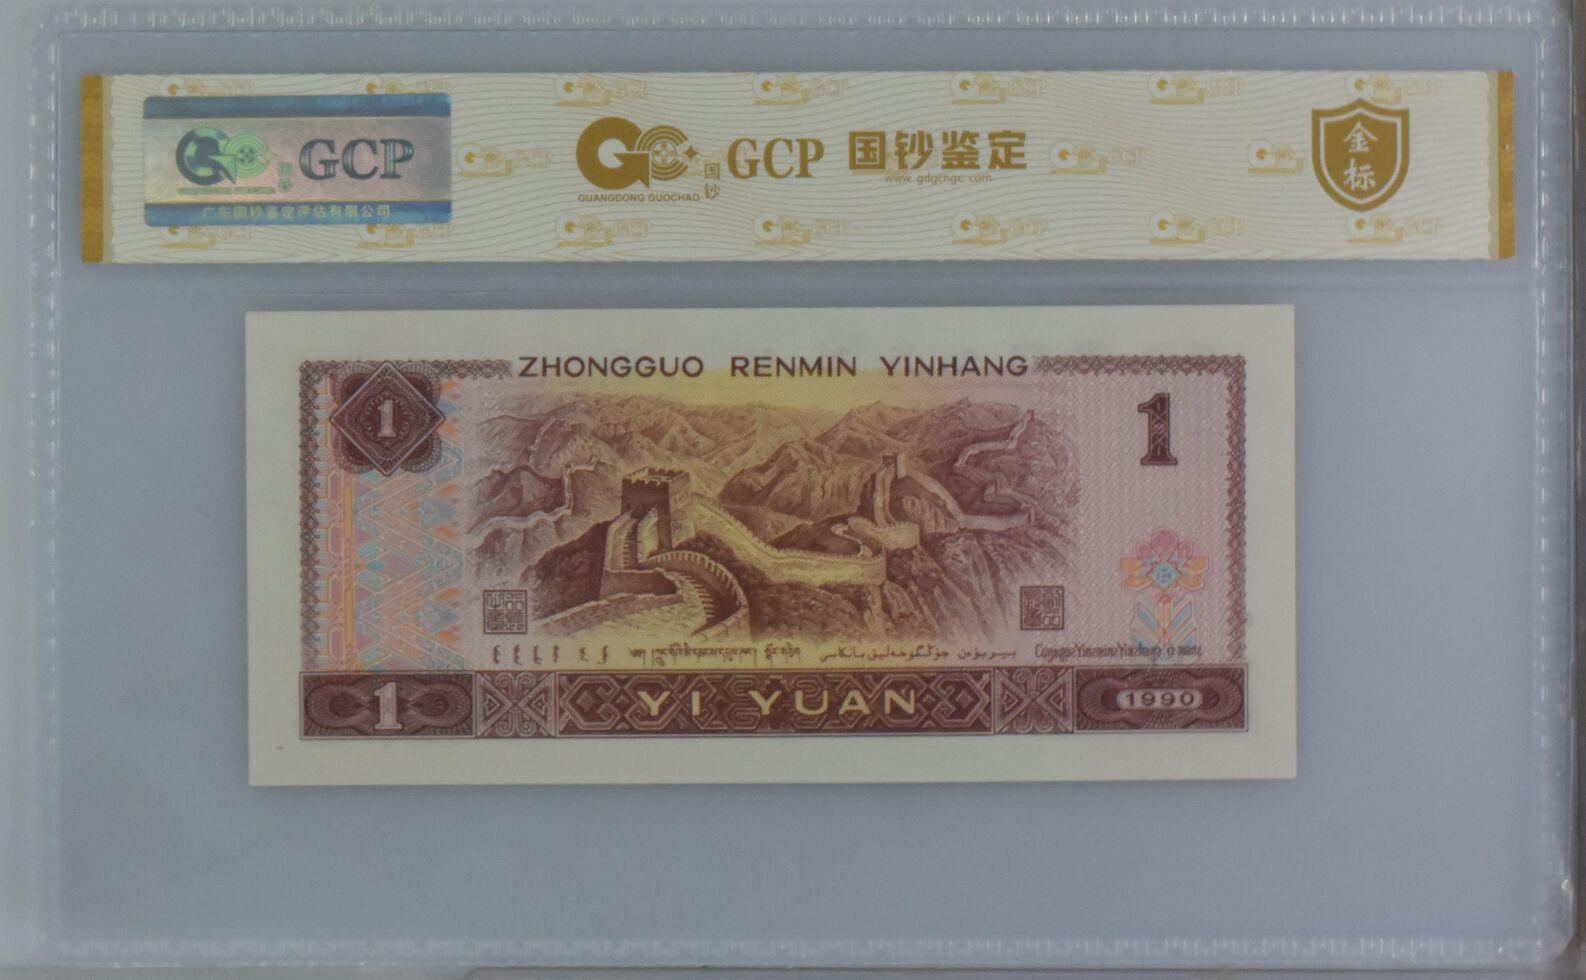 GCP
广东国钞鉴定评估有限公司
GUANGDONG GUOCHAO
国钞
GCP 国钞鉴定
www.gdgcngc.com
金标
ZHONGGUO RENMIN YINHANG
1
1
1
YI YUAN
1990